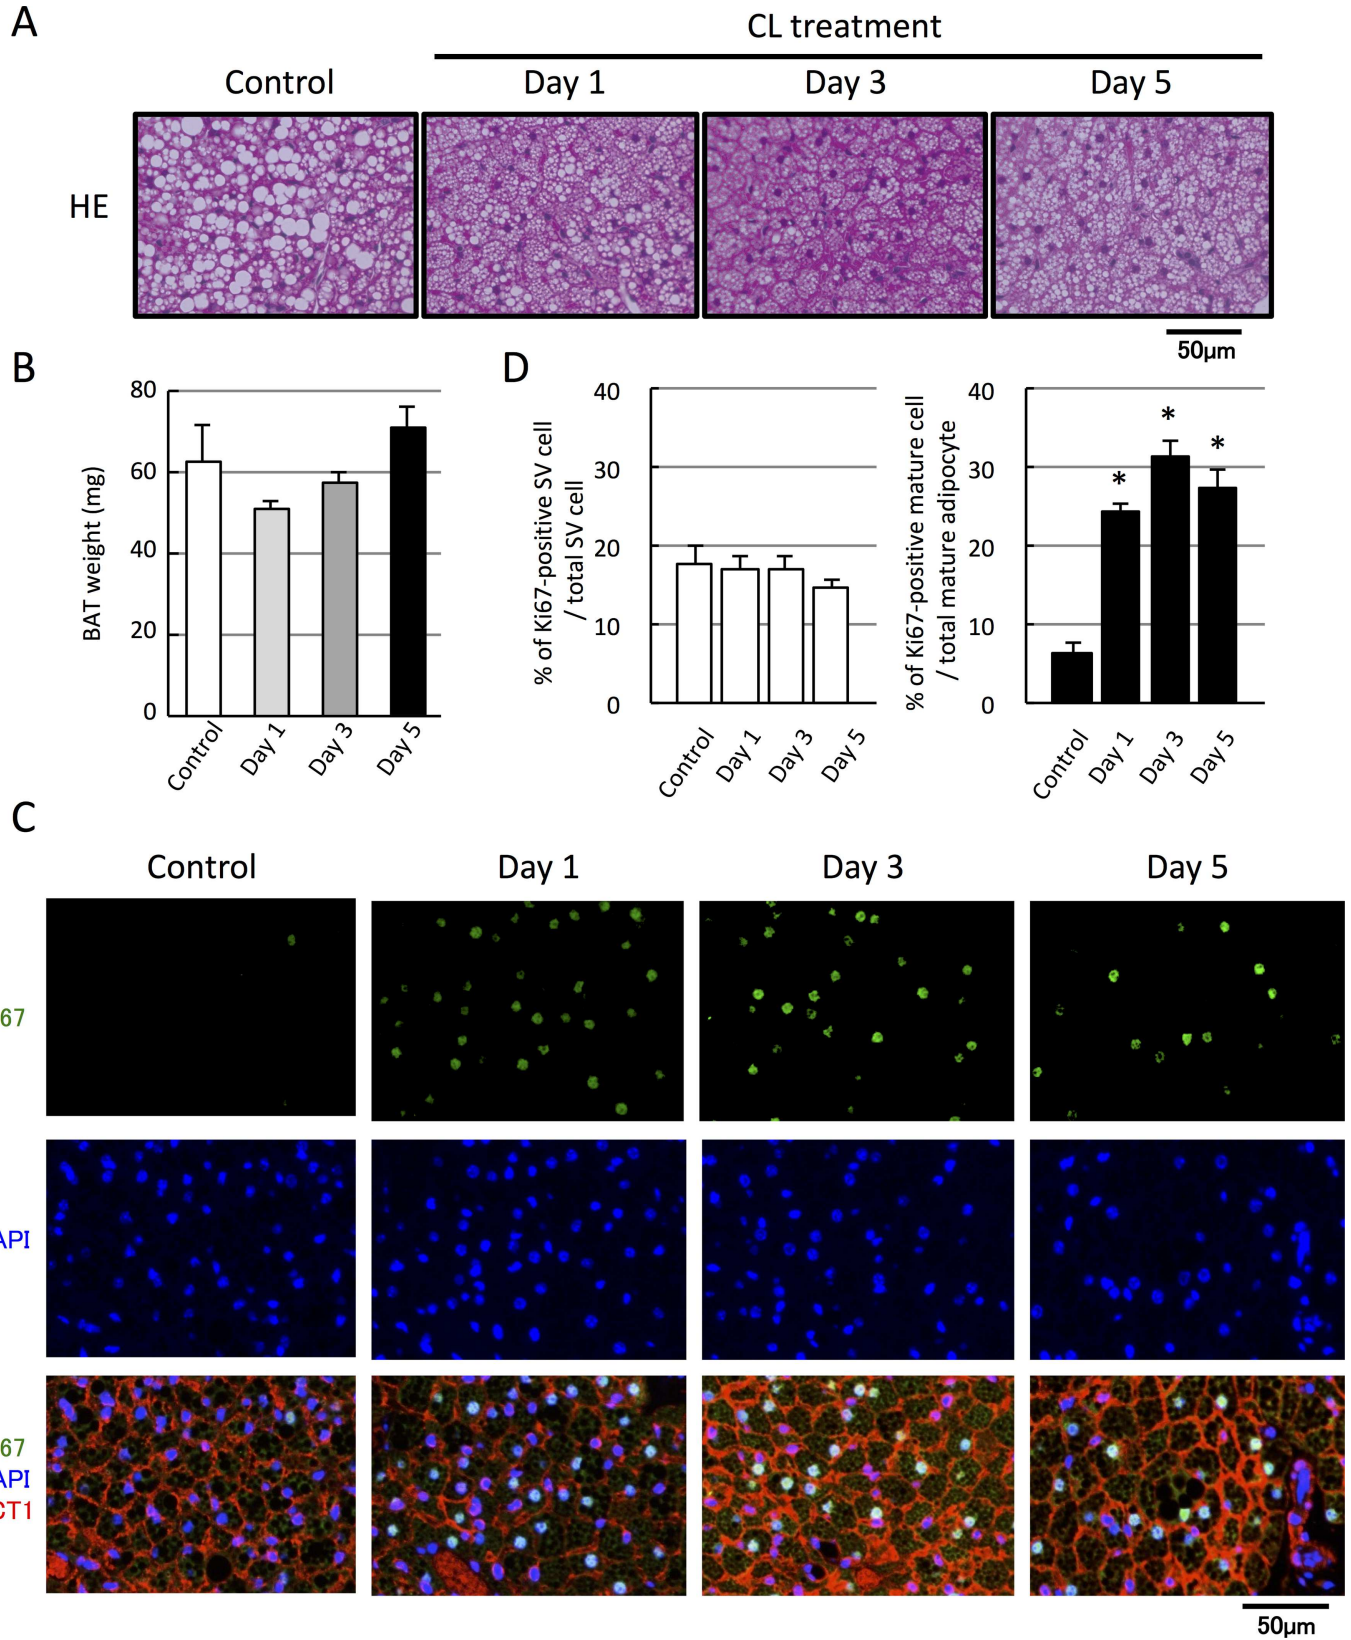 A
CL treatment
Control
Day 1
Day 3
Day 5
HE
50μm
B
80
60
40
20
0
BAT weight (mg)
Control
Day 1
Day 3
Day 5
D
40
30
20
10
0
% of Ki67-positive SV cell
/ total SV cell
Control
Day 1
Day 3
Day 5
40
30
20
10
0
% of Ki67-positive mature cell
/ total mature adipocyte
*
*
*
Control
Day 1
Day 3
Day 5
C
Control
Day 1
Day 3
Day 5
67
API
67
API
CT1
50μm